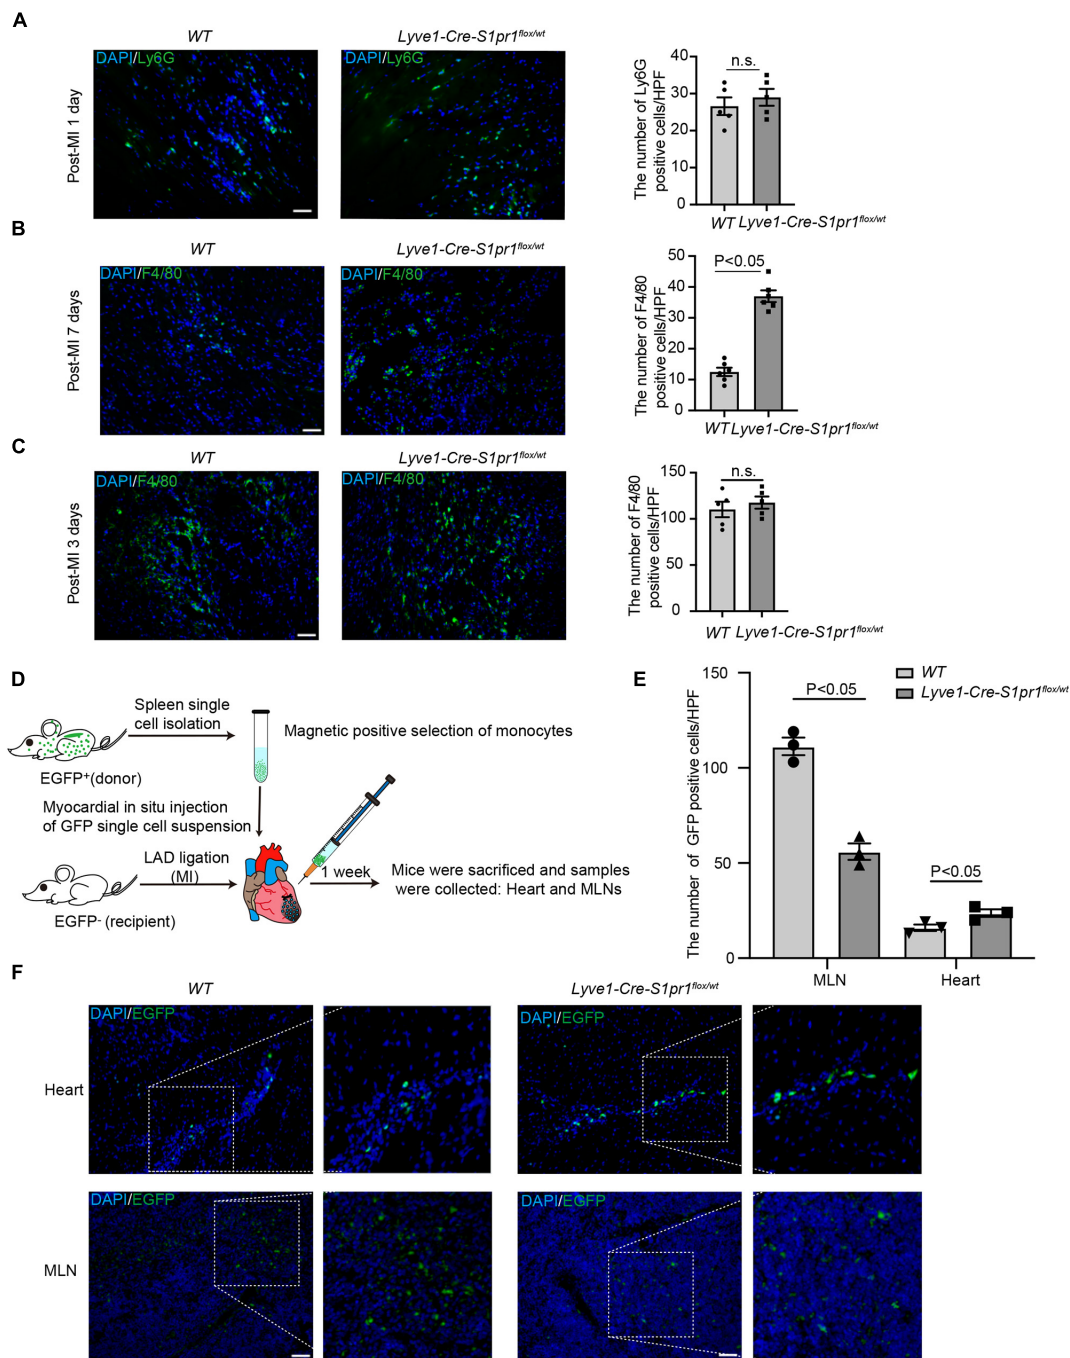 A
WT
Lyve1-Cre-S1pr1flox/wt
Post-MI 1 day
DAPI/Ly6G
DAPI/Ly6G
The number of Ly6G
positive cells/HPF
40
30
20
10
0
n.s.
WT Lyve1-Cre-S1pr1flox/wt
B
WT
Lyve1-Cre-S1pr1flox/wt
Post-MI 7 days
DAPI/F4/80
DAPI/F4/80
The number of F4/80
positive cells/HPF
50
40
30
20
10
0
P<0.05
WT Lyve1-Cre-S1pr1flox/wt
C
WT
Lyve1-Cre-S1pr1flox/wt
Post-MI 3 days
DAPI/F4/80
DAPI/F4/80
The number of F4/80
positive cells/HPF
150
100
50
0
n.s.
WT Lyve1-Cre-S1pr1flox/wt
D
Spleen single
cell isolation
Magnetic positive selection of monocytes
EGFP+(donor)
Myocardial in situ injection
of GFP single cell suspension
LAD ligation
(MI)
1 week
Mice were sacrificed and samples
were collected: Heart and MLNs
EGFP- (recipient)
E
The number of GFP positive cells/HPF
150
100
50
0
WT
Lyve1-Cre-S1pr1flox/wt
P<0.05
P<0.05
MLN
Heart
F
WT
Lyve1-Cre-S1pr1flox/wt
Heart
DAPI/EGFP
DAPI/EGFP
MLN
DAPI/EGFP
DAPI/EGFP